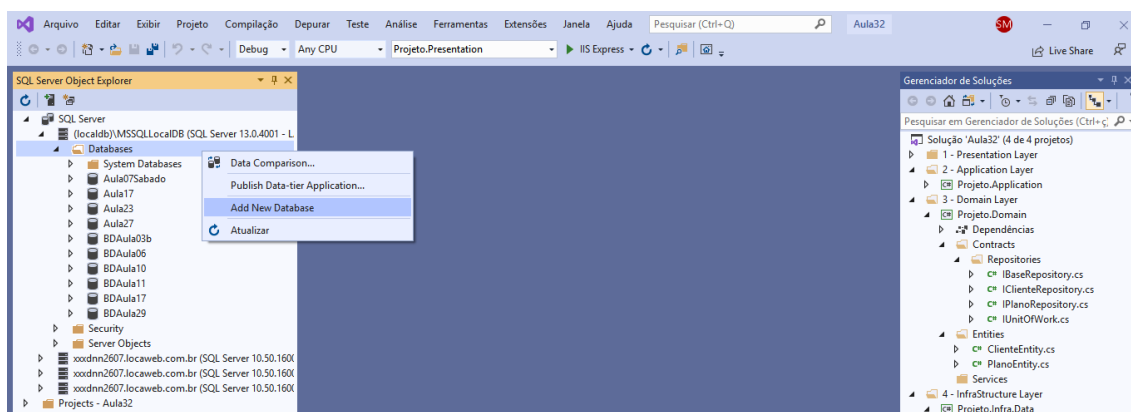 Arquivo Editar Exibir Projeto Compilação Depurar Teste Análise Ferramentas Extensões Janela Ajuda Pesquisar (Ctrl+Q) Aula32 SM
Debug Any CPU Projeto.Presentation IIS Express Live Share
SQL Server Object Explorer
SQL Server
(localdb)\MSSQLLocalDB (SQL Server 13.0.4001 - L
Databases
System Databases
Aula07Sabado
Aula17
Aula23
Aula27
BDAula03b
BDAula06
BDAula10
BDAula11
BDAula17
BDAula29
Security
Server Objects
xxxdnn2607.locaweb.com.br (SQL Server 10.50.160(
xxxdnn2607.locaweb.com.br (SQL Server 10.50.160(
xxxdnn2607.locaweb.com.br (SQL Server 10.50.160(
Projects - Aula32
Data Comparison...
Publish Data-tier Application...
Add New Database
Atualizar
Gerenciador de Soluções
Pesquisar em Gerenciador de Soluções (Ctrl+ç)
Solução 'Aula32' (4 de 4 projetos)
1 - Presentation Layer
2 - Application Layer
C# Projeto.Application
3 - Domain Layer
C# Projeto.Domain
Dependências
Contracts
Repositories
C# IBaseRepository.cs
C# IClienteRepository.cs
C# IPlanoRepository.cs
C# IUnitOfWork.cs
Entities
C# ClienteEntity.cs
C# PlanoEntity.cs
Services
4 - InfraStructure Layer
C# Projeto.Infra.Data